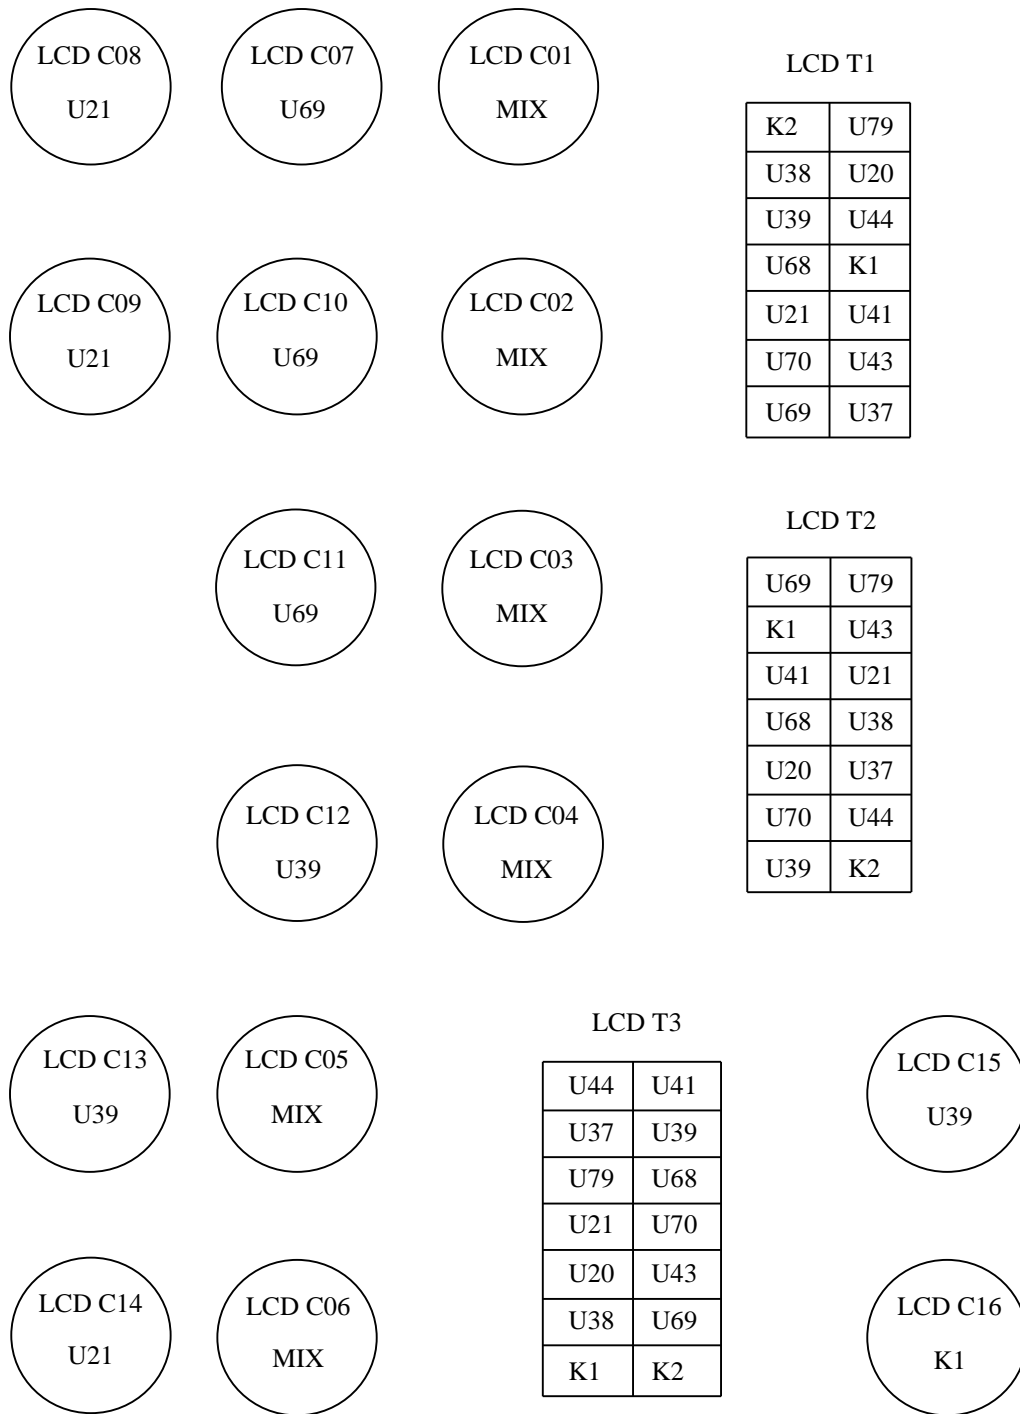 LCD C08
U21
LCD C07
U69
LCD C01
MIX
LCD T1
K2 U79
U38 U20
U39 U44
U68 K1
U21 U41
U70 U43
U69 U37
LCD C09
U21
LCD C10
U69
LCD C02
MIX
LCD C11
U69
LCD C03
MIX
LCD T2
U69 U79
K1 U43
U41 U21
U68 U38
U20 U37
U70 U44
U39 K2
LCD C12
U39
LCD C04
MIX
LCD C13
U39
LCD C05
MIX
LCD T3
U44 U41
U37 U39
U79 U68
U21 U70
U20 U43
U38 U69
K1 K2
LCD C15
U39
LCD C14
U21
LCD C06
MIX
LCD C16
K1